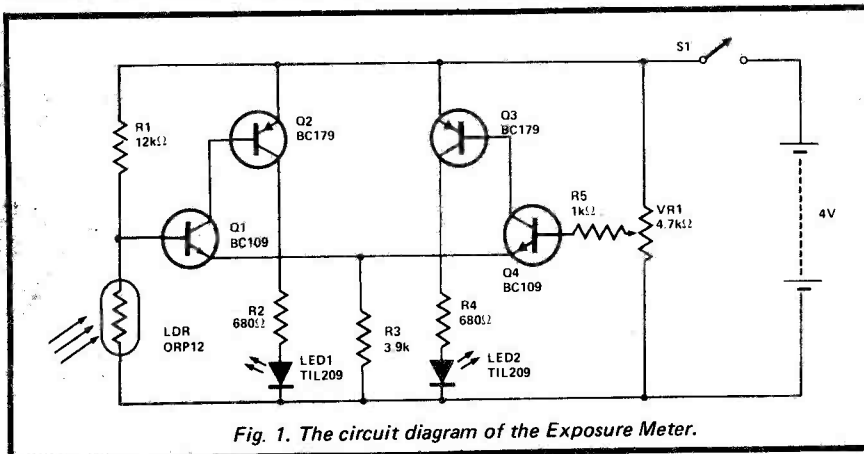 S1
R1
12kΩ
Q2
BC179
Q3
BC179
R5
1kΩ
VR1
4.7kΩ
4V
Q1
BC109
Q4
BC109
LDR
ORP12
R2
680Ω
R3
3.9k
R4
680Ω
LED1
TIL209
LED2
TIL209
Fig. 1. The circuit diagram of the Exposure Meter.